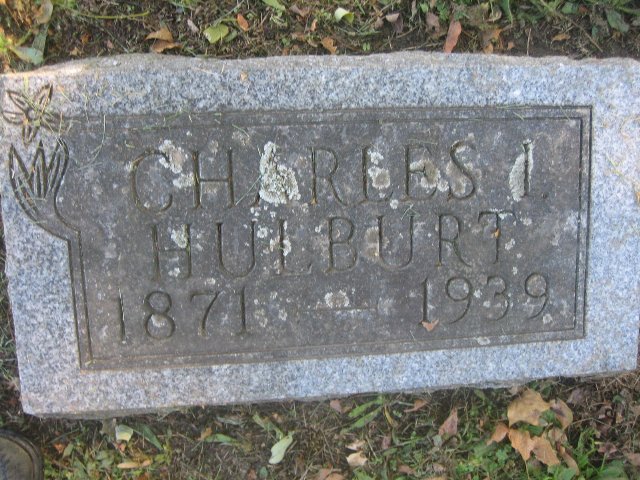 CHARLES I.
HULBURT
1871 — 1939